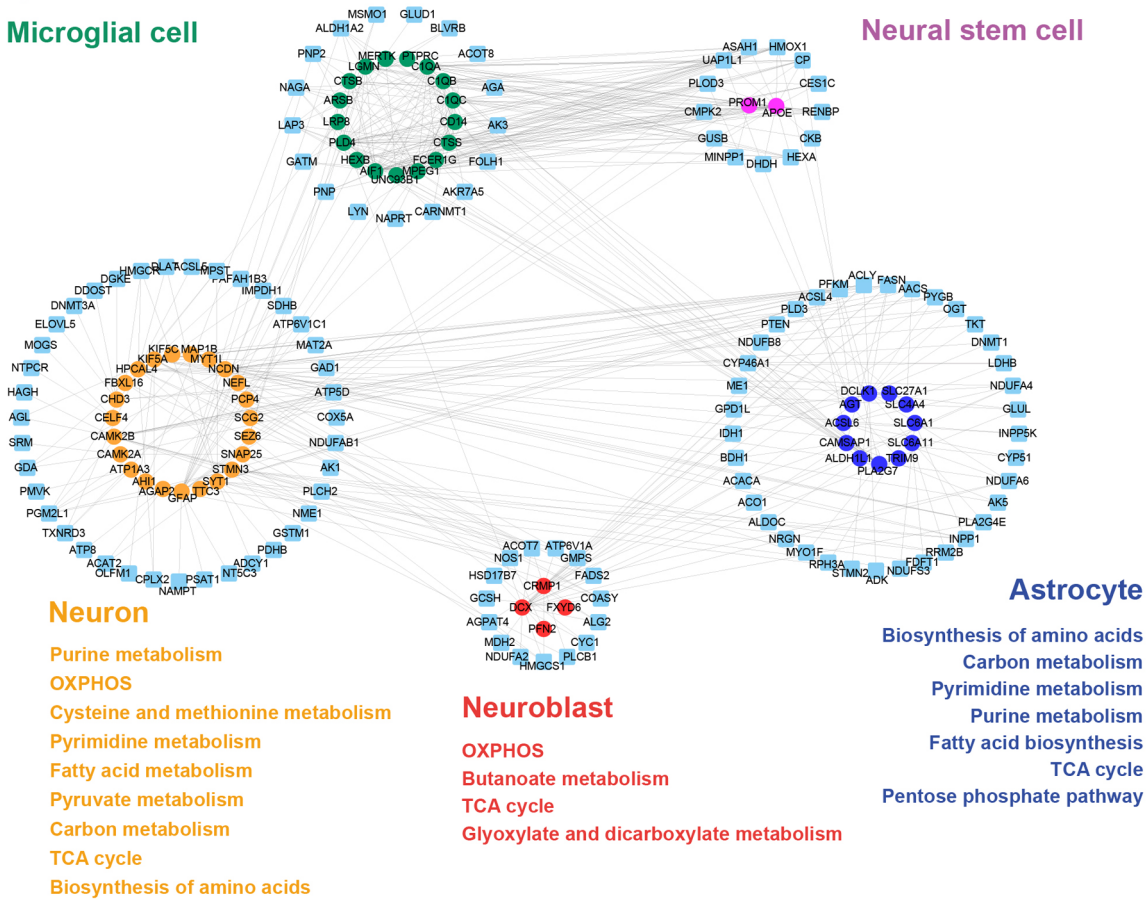 Microglial cell
MSMO1
GLUD1
ALDH1A2
BLVRB
PNP2
ACOT8
NAGA
AGA
LAP3
AK3
GATM
FOLH1
PNP
AKR7A5
LYN
CARNMT1
NAPRT
MERTK
PTPRC
LGMN
C1QA
CTSB
C1QB
ARSB
C1QC
LRP8
CD14
PLD4
CTSS
HEXB
FCER1G
AIF1
MPEG1
UNC93B1
Neural stem cell
ASAH1
HMOX1
UAP1L1
CP
PLOD3
CES1C
CMPK2
RENBP
GUSB
CKB
MINPP1
HEXA
DHDH
PROM1
APOE
HMGCR
DLAT
ACSL5
MPST
DGKE
PAFAH1B3
DDOST
IMPDH1
DNMT3A
SDHB
ELOVL5
ATP6V1C1
MOGS
MAT2A
NTPCR
GAD1
HAGH
ATP5D
AGL
COX5A
SRM
NDUFAB1
GDA
AK1
PMVK
PLCH2
PGM2L1
NME1
TXNRD3
GSTM1
ATP8
PDHB
ACAT2
ADCY1
OLFM1
NT5C3
CPLX2
PSAT1
NAMPT
KIF5C
MAP1B
KIF5A
MYT1L
HPCAL4
NCDN
FBXL16
NEFL
CHD3
PCP4
CELF4
SCG2
CAMK2B
SEZ6
CAMK2A
SNAP25
ATP1A3
STMN3
AHI1
SYT1
AGAP2
TTC3
GFAP
Neuron
Purine metabolism
OXPHOS
Cysteine and methionine metabolism
Pyrimidine metabolism
Fatty acid metabolism
Pyruvate metabolism
Carbon metabolism
TCA cycle
Biosynthesis of amino acids
ACOT7
ATP6V1A
NOS1
GMPS
HSD17B7
FADS2
GCSH
COASY
AGPAT4
ALG2
MDH2
CYC1
NDUFA2
PLCB1
HMGCS1
CRMP1
DCX
FXYD6
PFN2
Neuroblast
OXPHOS
Butanoate metabolism
TCA cycle
Glyoxylate and dicarboxylate metabolism
ACLY
PFKM
FASN
ACSL4
AACS
PLD3
PYGB
PTEN
OGT
NDUFB8
TKT
CYP46A1
DNMT1
ME1
LDHB
GPD1L
NDUFA4
IDH1
GLUL
BDH1
INPP5K
ACACA
CYP51
ACO1
NDUFA6
ALDOC
AK5
NRGN
PLA2G4E
MYO1F
INPP1
RPH3A
RRM2B
STMN2
FDFT1
ADK
NDUFS3
DCLK1
SLC27A1
AGT
SLC4A4
ACSL6
SLC6A1
CAMSAP1
SLC6A11
ALDH1L1
TRIM9
PLA2G7
Astrocyte
Biosynthesis of amino acids
Carbon metabolism
Pyrimidine metabolism
Purine metabolism
Fatty acid biosynthesis
TCA cycle
Pentose phosphate pathway